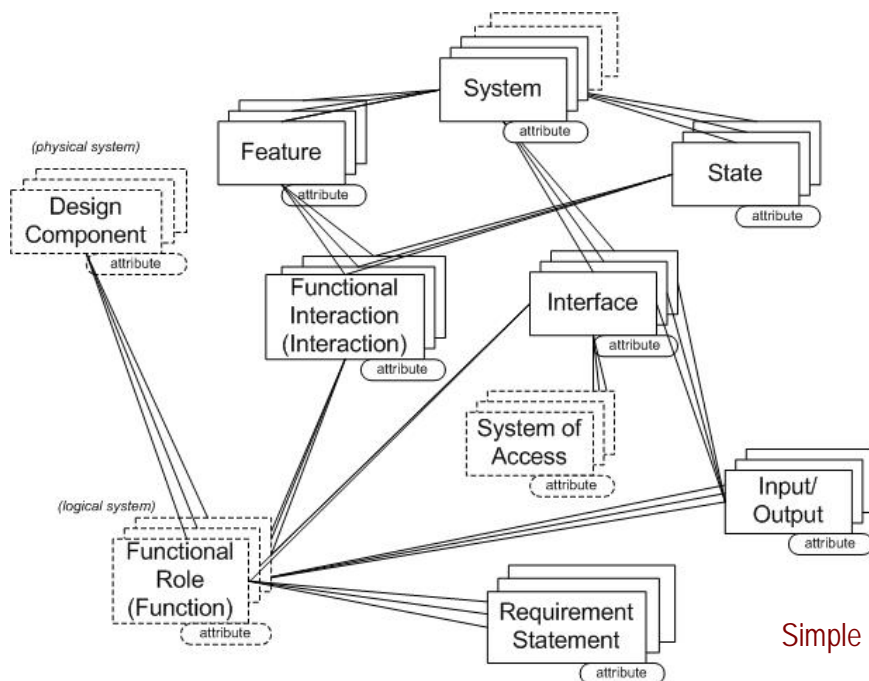 System
attribute
Feature
attribute
State
attribute
(physical system)
Design
Component
attribute
Functional
Interaction
(Interaction)
attribute
Interface
attribute
System of
Access
attribute
Input/
Output
attribute
(logical system)
Functional
Role
(Function)
attribute
Requirement
Statement
attribute
Simple